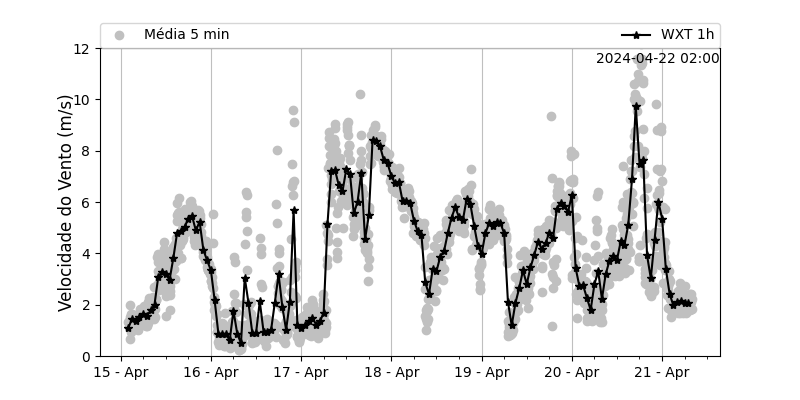 Média 5 min
WXT 1h
2024-04-22 02:00
Velocidade do Vento (m/s)
12
10
8
6
4
2
0
15 - Apr
16 - Apr
17 - Apr
18 - Apr
19 - Apr
20 - Apr
21 - Apr